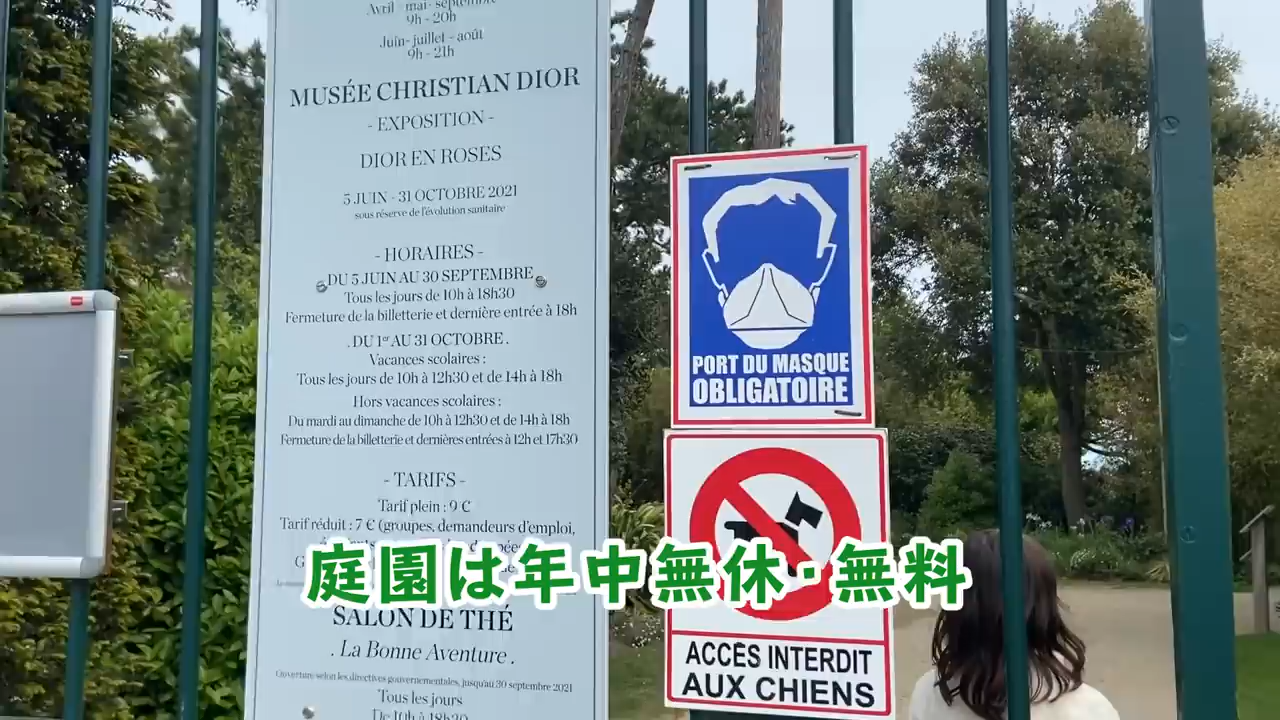 Avril - mai - septembre
9h - 20h
Juin - juillet - août
9h - 21h
MUSÉE CHRISTIAN DIOR
- EXPOSITION -
DIOR EN ROSES
5 JUIN - 31 OCTOBRE 2021
sous réserve de l'évolution sanitaire
- HORAIRES -
DU 5 JUIN AU 30 SEPTEMBRE
Tous les jours de 10h à 18h30
Fermeture de la billetterie et dernière entrée à 18h
. DU 1er AU 31 OCTOBRE .
Vacances scolaires :
Tous les jours de 10h à 12h30 et de 14h à 18h
Hors vacances scolaires :
Du mardi au dimanche de 10h à 12h30 et de 14h à 18h
Fermeture de la billetterie et dernières entrées à 12h et 17h30
- TARIFS -
Tarif plein : 9 €
Tarif réduit : 7 € (groupes, demandeurs d'emploi,
SALON DE THÉ
. La Bonne Aventure .
Ouverture selon les directives gouvernementales, jusqu'au 30 septembre 2021
Tous les jours
De 10h à 18h30
PORT DU MASQUE
OBLIGATOIRE
ACCÈS INTERDIT
AUX CHIENS
庭園は年中無休・無料